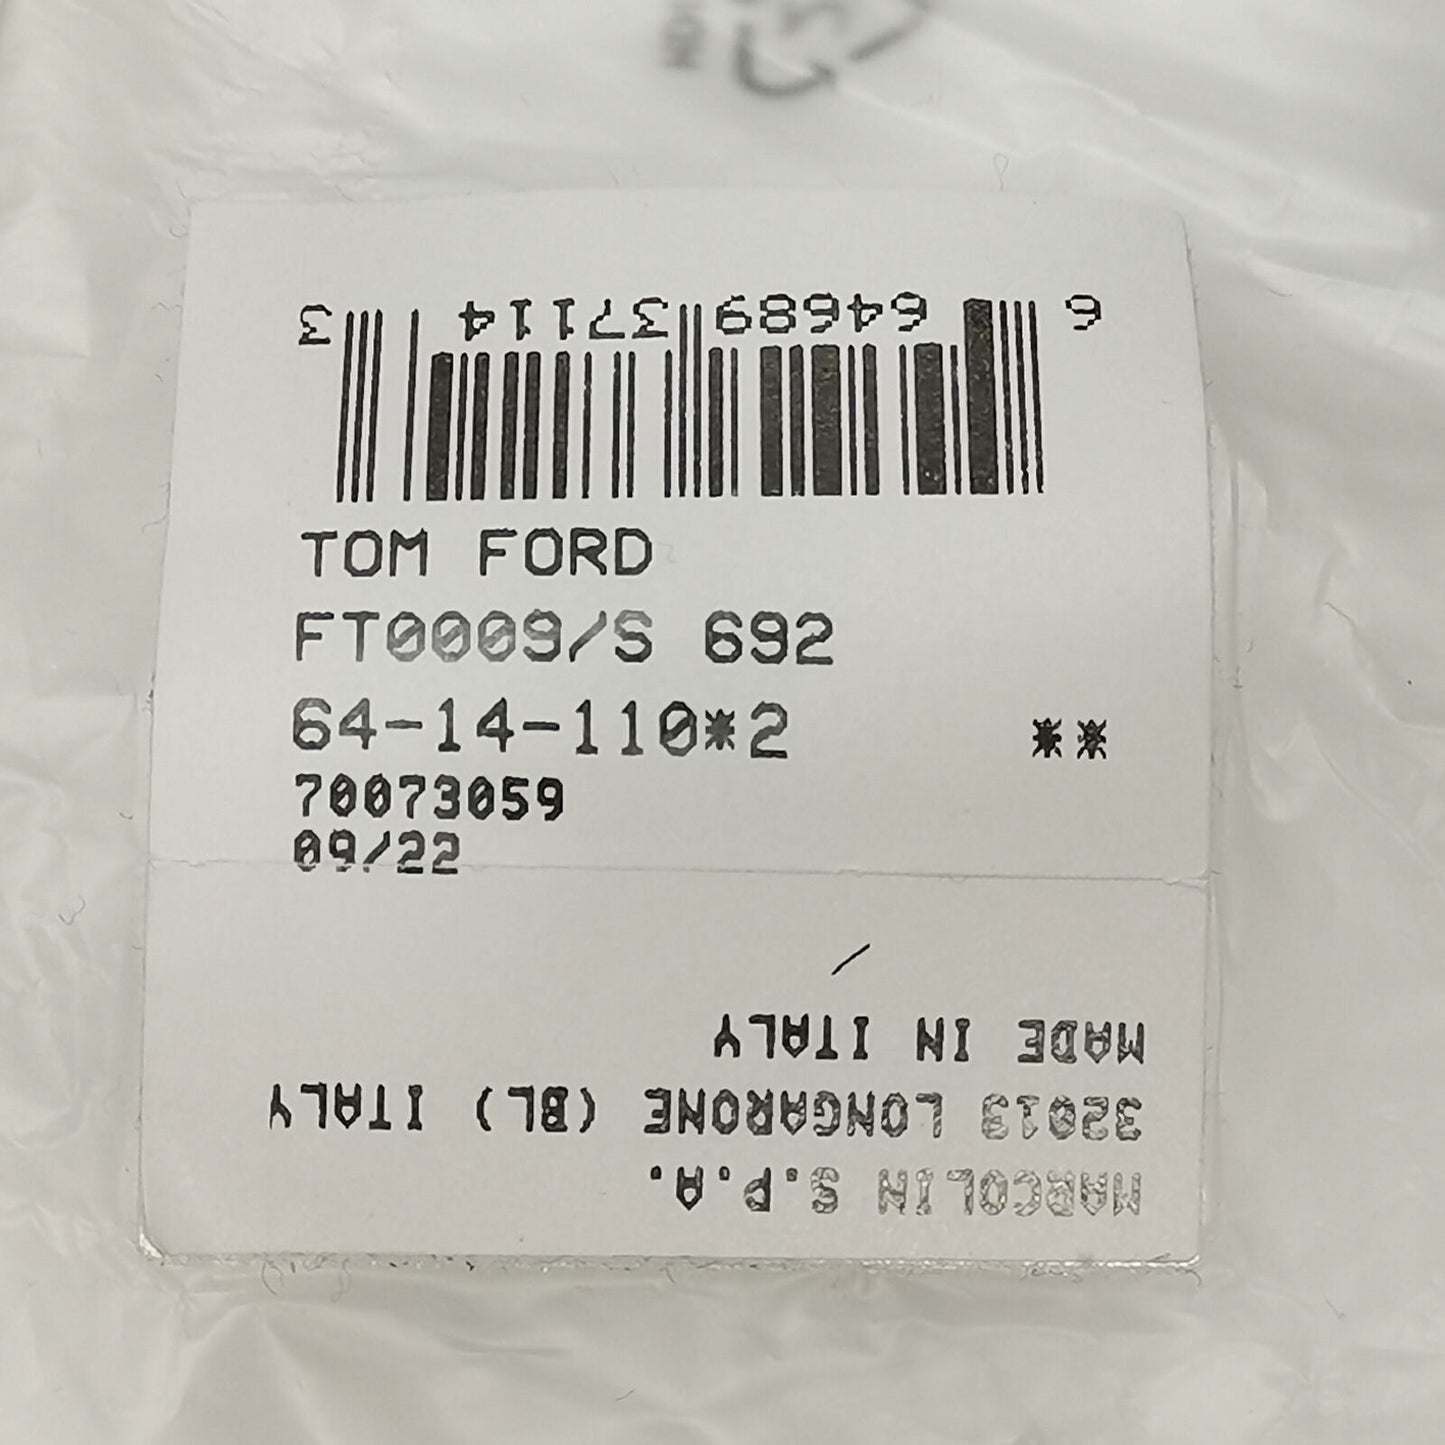 6 64689 37114 3
TOM FORD
FT0009/S 692
64-14-110*2 **
70073059
09/22
MARCOLIN S.P.A.
32013 LONGARONE (BL) ITALY
MADE IN ITALY
/